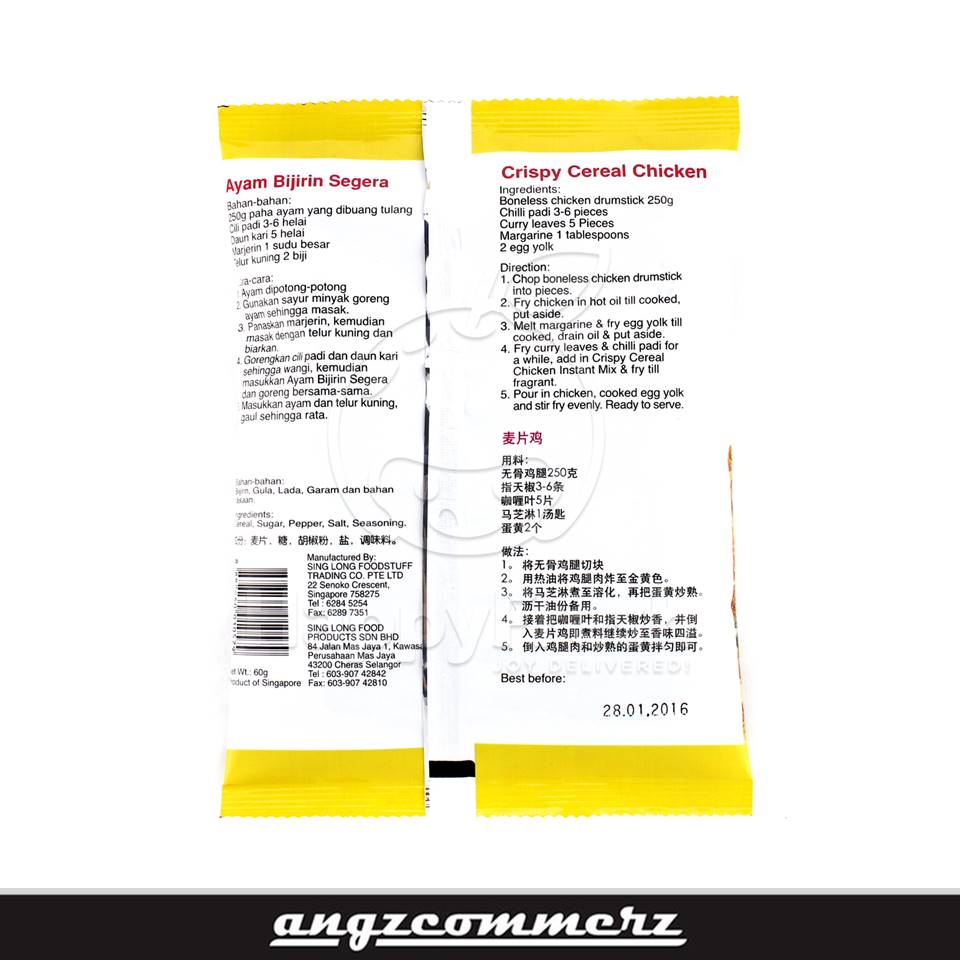 Ayam Bijirin Segera
Bahan-bahan:
250g paha ayam yang dibuang tulang
Cili padi 3-6 helai
Daun kari 5 helai
Marjerin 1 sudu besar
Telur kuning 2 biji
Ayam dipotong-potong
2. Gunakan sayur minyak goreng
ayam sehingga masak.
3. Panaskan marjerin, kemudian
masak dengan telur kuning dan
biarkan.
4. Gorengkan cili padi dan daun kari
sehingga wangi, kemudian
masukkan Ayam Bijirin Segera
dan goreng bersama-sama.
Masukkan ayam dan telur kuning,
gaul sehingga rata.
Gula, Lada, Garam dan bahan
Sugar, Pepper, Salt, Seasoning.
麦片，糖，胡椒粉，盐，调味料。
Manufactured By:
SING LONG FOODSTUFF
TRADING CO. PTE LTD
22 Senoko Crescent,
Singapore 758275
Tel : 6284 5254
Fax: 6289 7351
SING LONG FOOD
PRODUCTS SDN BHD
84 Jalan Mas Jaya 1,
Perusahaan Mas Jaya
43200 Cheras Selangor
Tel : 603-907 42842
Fax: 603-907 42810
Wt.: 60g
of Singapore
Crispy Cereal Chicken
Ingredients:
Boneless chicken drumstick 250g
Chilli padi 3-6 pieces
Curry leaves 5 Pieces
Margarine 1 tablespoons
2 egg yolk
Direction:
1. Chop boneless chicken drumstick
into pieces.
2. Fry chicken in hot oil till cooked,
put aside.
3. Melt margarine & fry egg yolk till
cooked, drain oil & put aside.
4. Fry curry leaves & chilli padi for
a while, add in Crispy Cereal
Chicken Instant Mix & fry till
fragrant.
5. Pour in chicken, cooked egg yolk
and stir fry evenly. Ready to serve.
麦片鸡
用料：
无骨鸡腿250克
指天椒3-6条
咖喱叶5片
马芝淋1汤匙
蛋黄2个
做法：
1。 将无骨鸡腿切块
2。 用热油将鸡腿肉炸至金黄色。
3。 将马芝淋煮至溶化，再把蛋黄炒熟。
沥干油份备用。
4。 接着把咖喱叶和指天椒炒香，并倒
入麦片鸡即煮料继续炒至香味四溢。
5。 倒入鸡腿肉和炒熟的蛋黄拌匀即可。
JOY DELIVERED!
Best before:
28.01.2016
angzcommerz